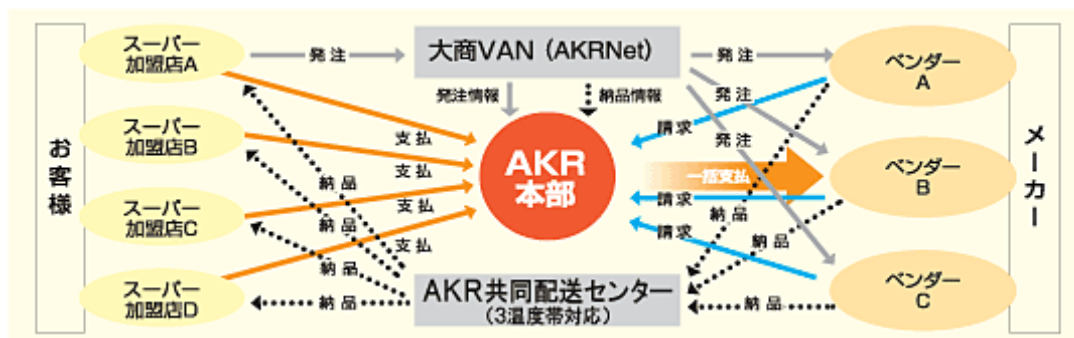 お客様
スーパー
加盟店A
スーパー
加盟店B
スーパー
加盟店C
スーパー
加盟店D
発注
大商VAN（AKRNet）
発注情報
納品情報
支払
支払
支払
支払
納品
納品
納品
納品
AKR
本部
AKR共同配送センター
（3温度帯対応）
発注
発注
発注
請求
一括支払
請求
請求
納品
納品
納品
ベンダー
A
ベンダー
B
ベンダー
C
メーカー